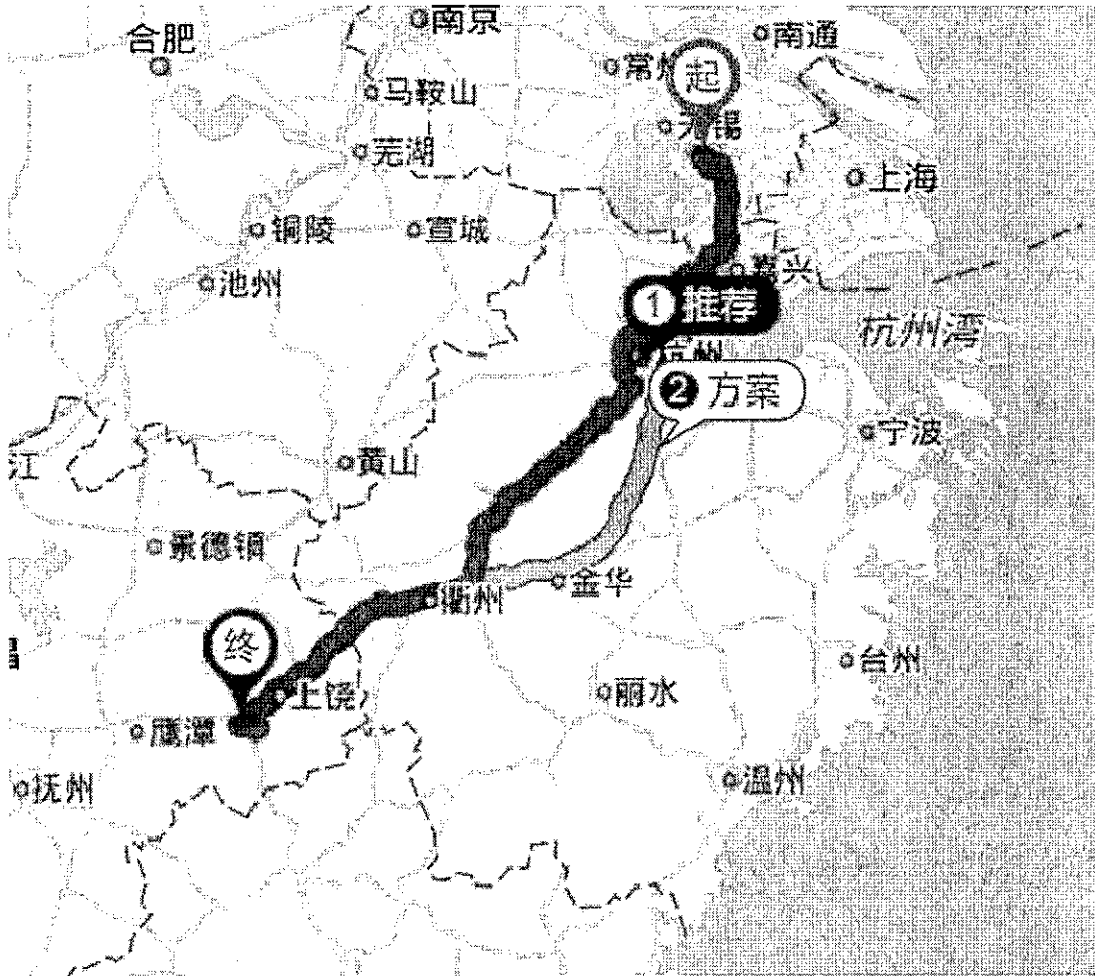 南京
合肥
南通
常州
起
马鞍山
无锡
芜湖
上海
铜陵
宣城
嘉兴
池州
1 推荐
杭州湾
杭州
2 方案
宁波
黄山
江
景德镇
金华
衢州
终
台州
上饶
丽水
鹰潭
温州
抚州